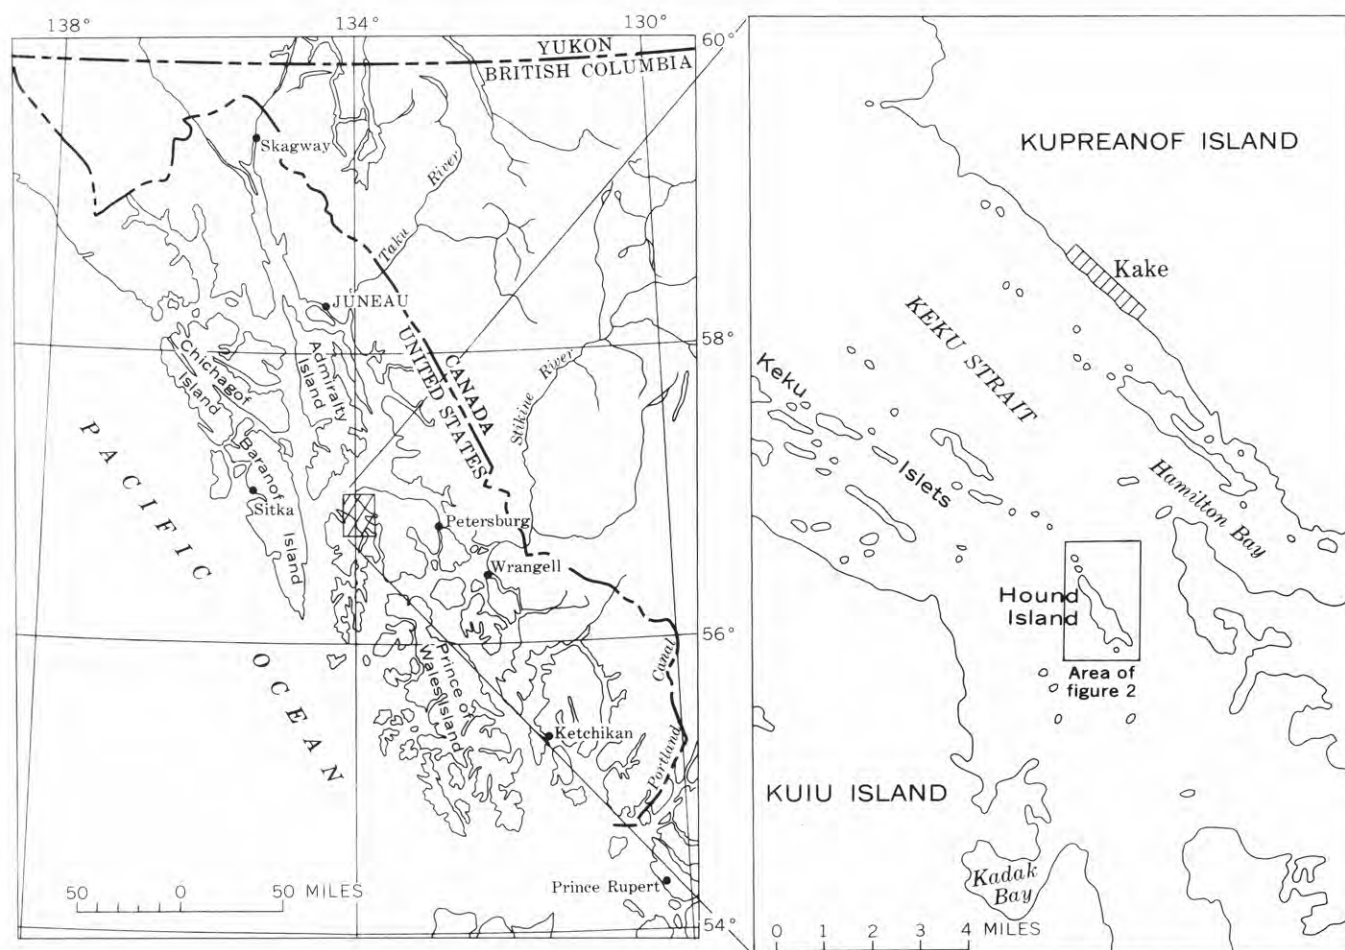 138°
134°
130°
60°
YUKON
BRITISH COLUMBIA
Skagway
Taku River
JUNEAU
58°
Chichagof
Island
Admiralty
Island
CANADA
UNITED STATES
Stikine River
Baranof
Island
Sitka
Petersburg
Wrangell
PACIFIC OCEAN
56°
Prince of
Wales Island
Ketchikan
Portland Canal
Prince Rupert
54°
50 0 50 MILES
KUPREANOF ISLAND
Kake
KEKU STRAIT
Keku Islets
Hamilton Bay
Hound
Island
Area of
figure 2
KUIU ISLAND
Kadak
Bay
0 1 2 3 4 MILES